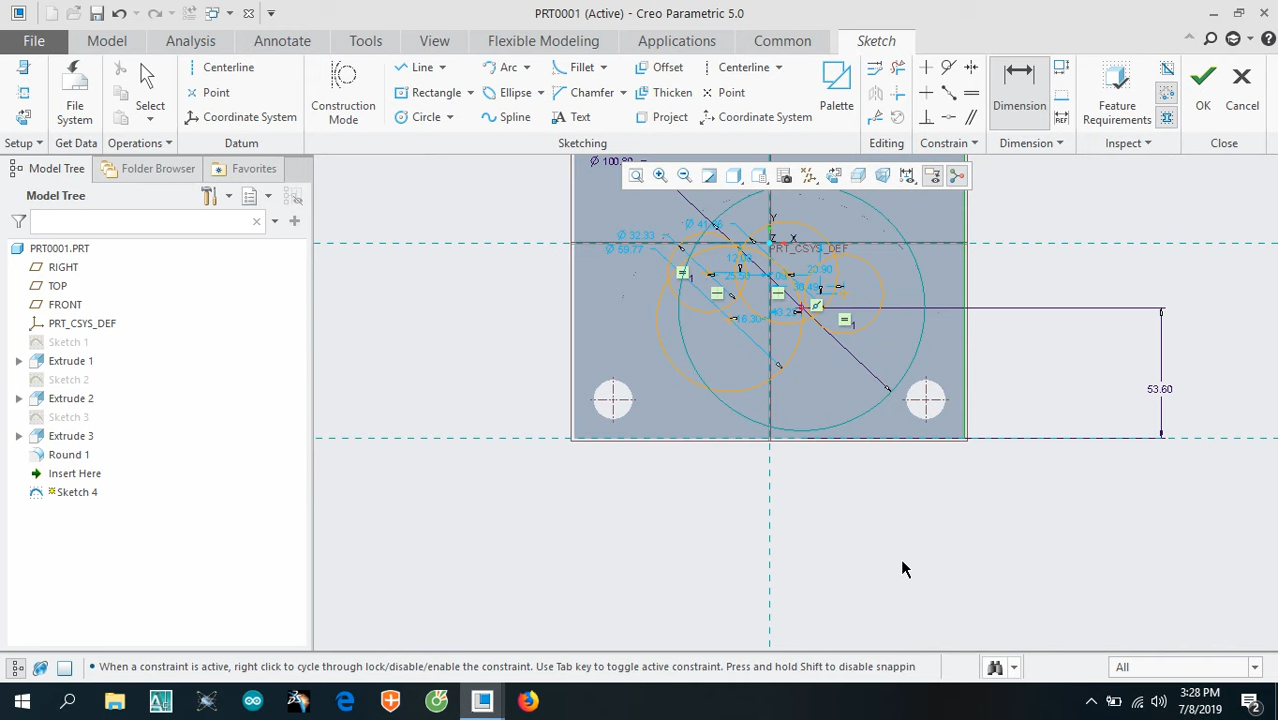 PRT0001 (Active) - Creo Parametric 5.0
File Model Analysis Annotate Tools View Flexible Modeling Applications Common Sketch
Centerline Line Arc Fillet Offset Centerline
Point Rectangle Ellipse Chamfer Thicken Point
Coordinate System Circle Spline Text Project Coordinate System
File System Select Construction Mode Palette Dimension Feature Requirements OK Cancel
Setup Get Data Operations Datum Sketching Editing Constrain Dimension Inspect Close
Model Tree Folder Browser Favorites
Model Tree
PRT0001.PRT
RIGHT
TOP
FRONT
PRT_CSYS_DEF
Sketch 1
Extrude 1
Sketch 2
Extrude 2
Sketch 3
Extrude 3
Round 1
Insert Here
Sketch 4
Y
Z X
PRT_CSYS_DEF
Ø 32.33
Ø 59.77
23.90
53.60
When a constraint is active, right click to cycle through lock/disable/enable the constraint. Use Tab key to toggle active constraint. Press and hold Shift to disable snappin
All
3:28 PM
7/8/2019